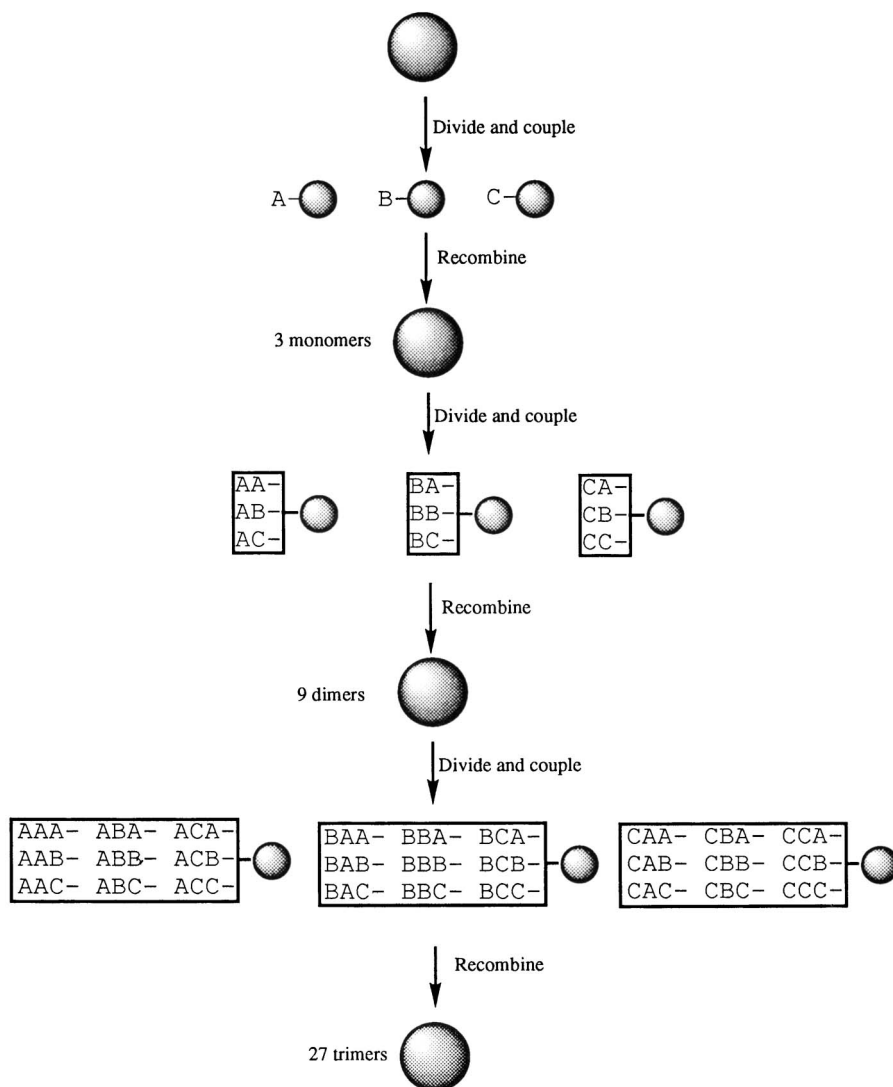 Divide and couple
A- B- C-
Recombine
3 monomers
Divide and couple
AA- BA- CA-
AB- BB- CB-
AC- BC- CC-
Recombine
9 dimers
Divide and couple
AAA- ABA- ACA- BAA- BBA- BCA- CAA- CBA- CCA-
AAB- ABB- ACB- BAB- BBB- BCB- CAB- CBB- CCB-
AAC- ABC- ACC- BAC- BBC- BCC- CAC- CBC- CCC-
Recombine
27 trimers